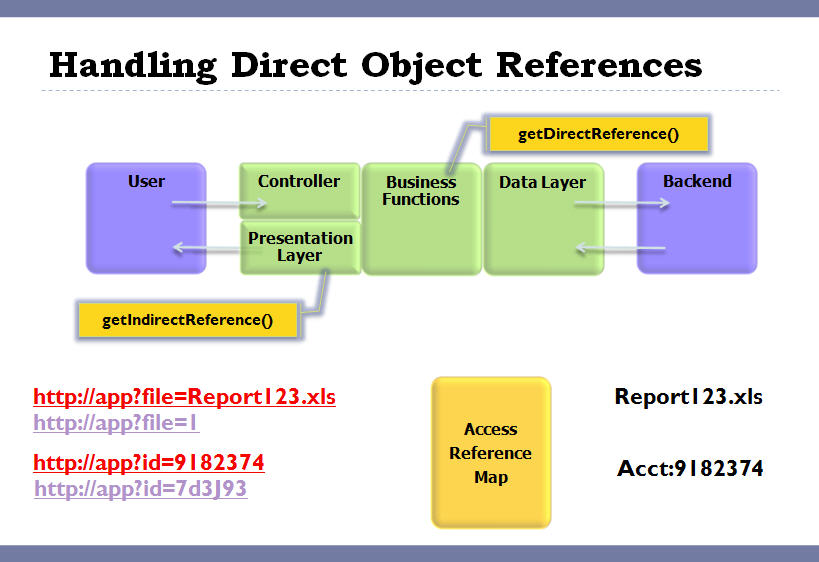 Handling Direct Object References
getDirectReference()
User
Controller
Business
Functions
Data Layer
Backend
Presentation
Layer
getIndirectReference()
http://app?file=Report123.xls
http://app?file=1
http://app?id=9182374
http://app?id=7d3J93
Access
Reference
Map
Report123.xls
Acct:9182374